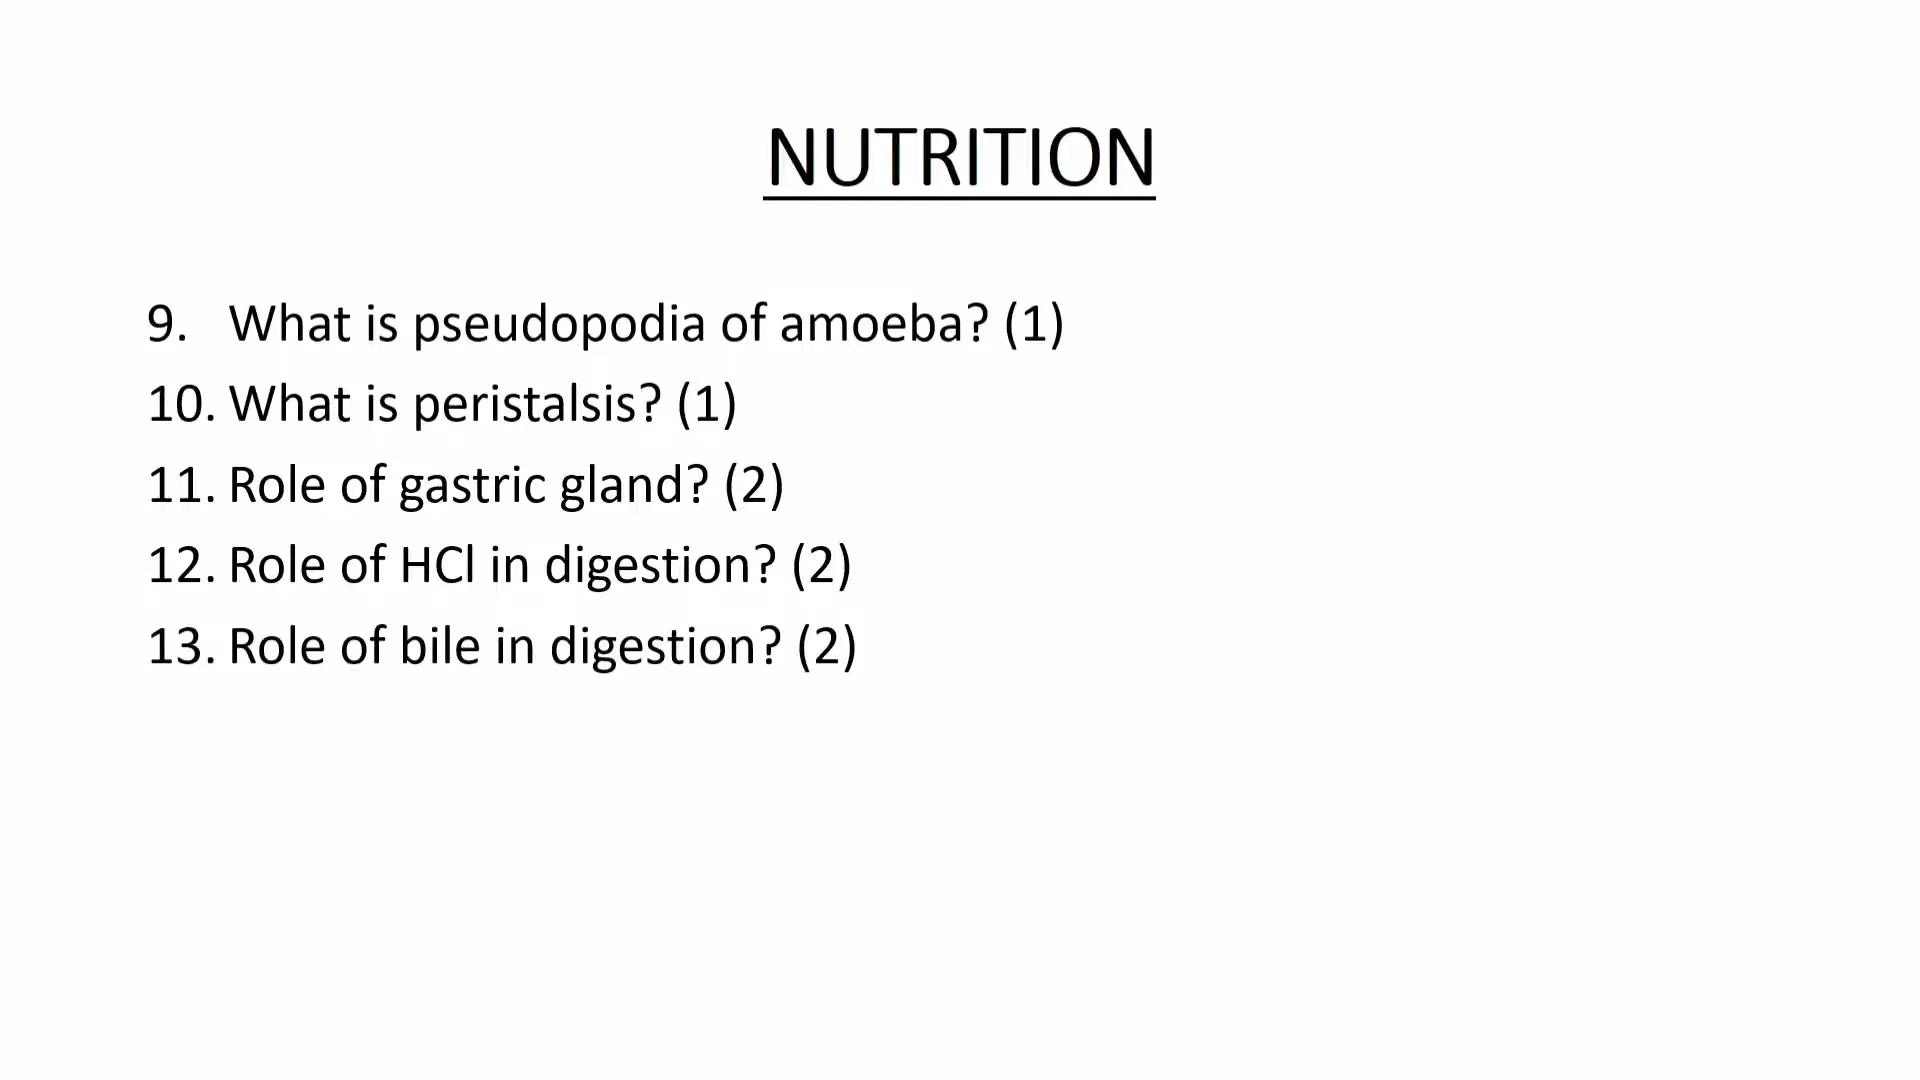 NUTRITION
9. What is pseudopodia of amoeba? (1)
10. What is peristalsis? (1)
11. Role of gastric gland? (2)
12. Role of HCl in digestion? (2)
13. Role of bile in digestion? (2)